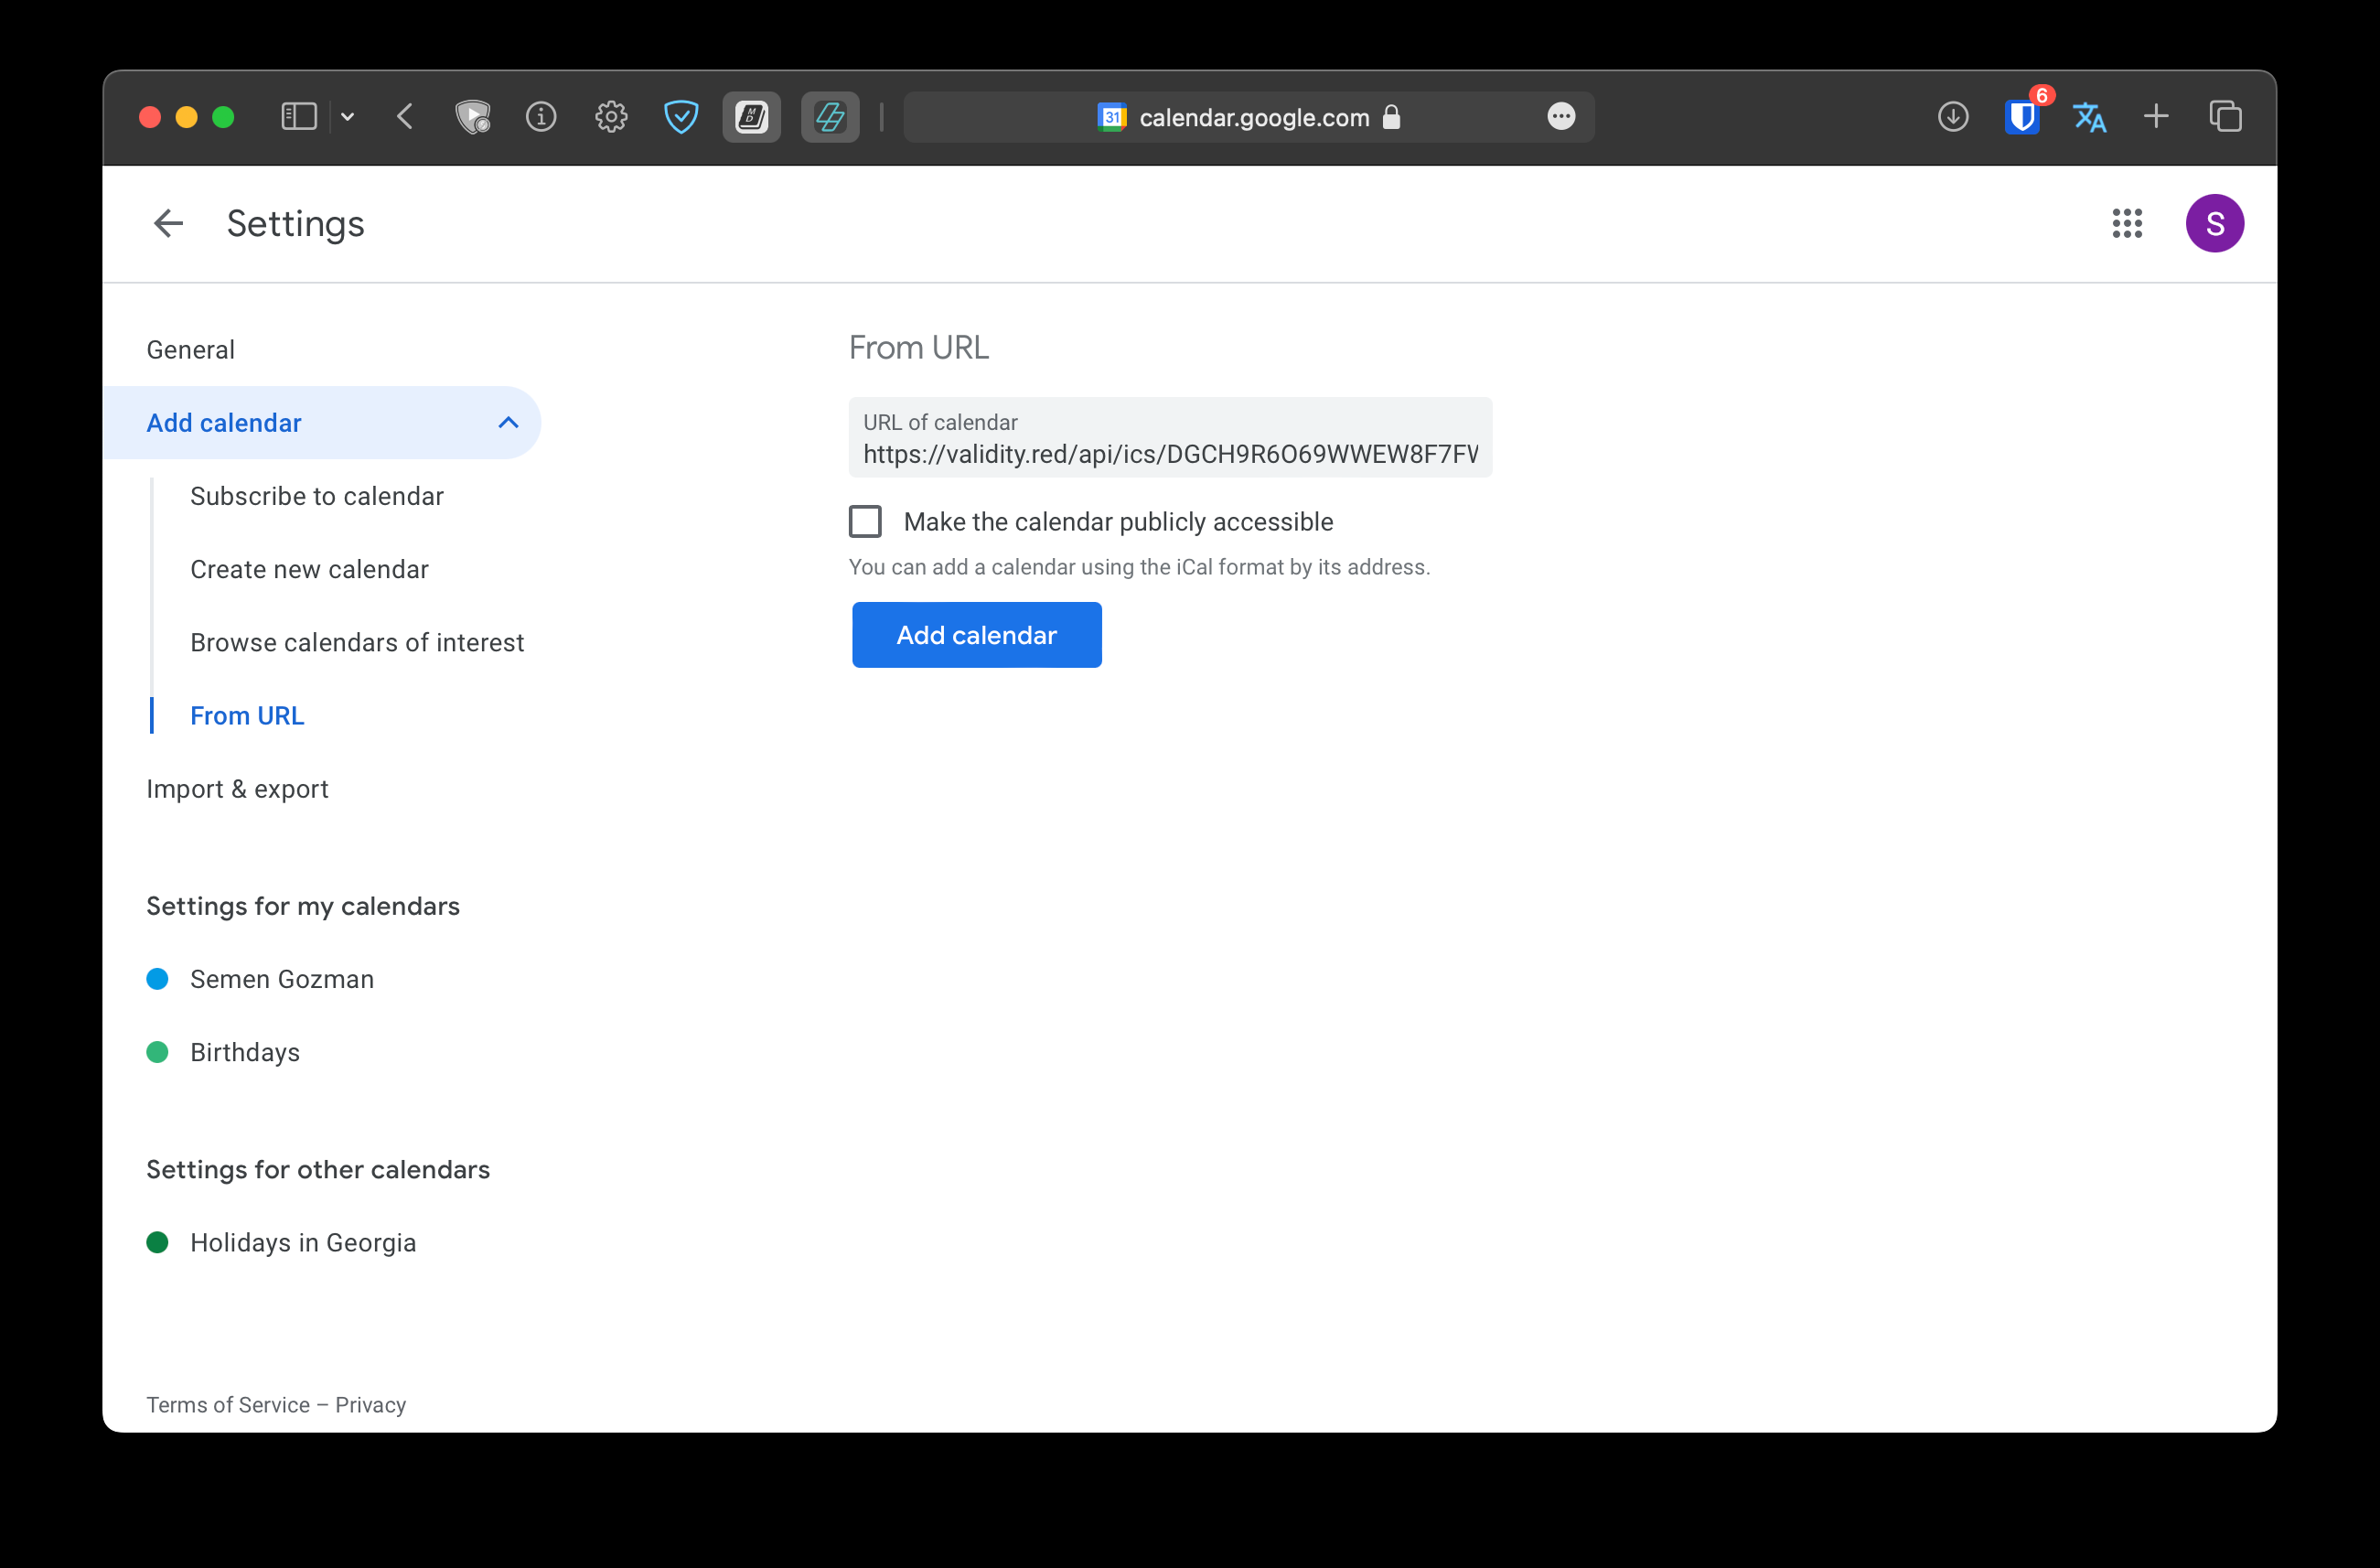 31 calendar.google.com
6
Settings
S
General
Add calendar
Subscribe to calendar
Create new calendar
Browse calendars of interest
From URL
Import & export
Settings for my calendars
Semen Gozman
Birthdays
Settings for other calendars
Holidays in Georgia
Terms of Service – Privacy
From URL
URL of calendar
https://validity.red/api/ics/DGCH9R6O69WWEW8F7FW
Make the calendar publicly accessible
You can add a calendar using the iCal format by its address.
Add calendar